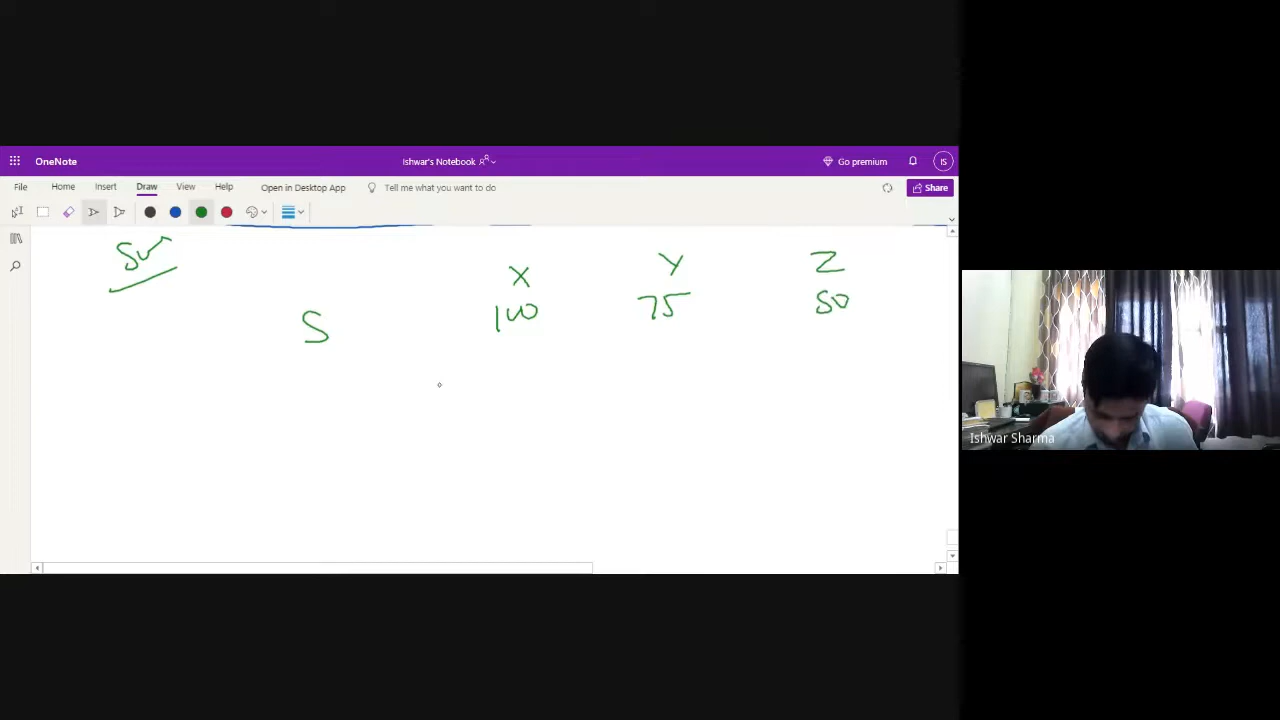 OneNote
Ishwar's Notebook
Go premium
IS
File Home Insert Draw View Help Open in Desktop App Tell me what you want to do
Share
X Y Z
S 100 75 50
Ishwar Sharma